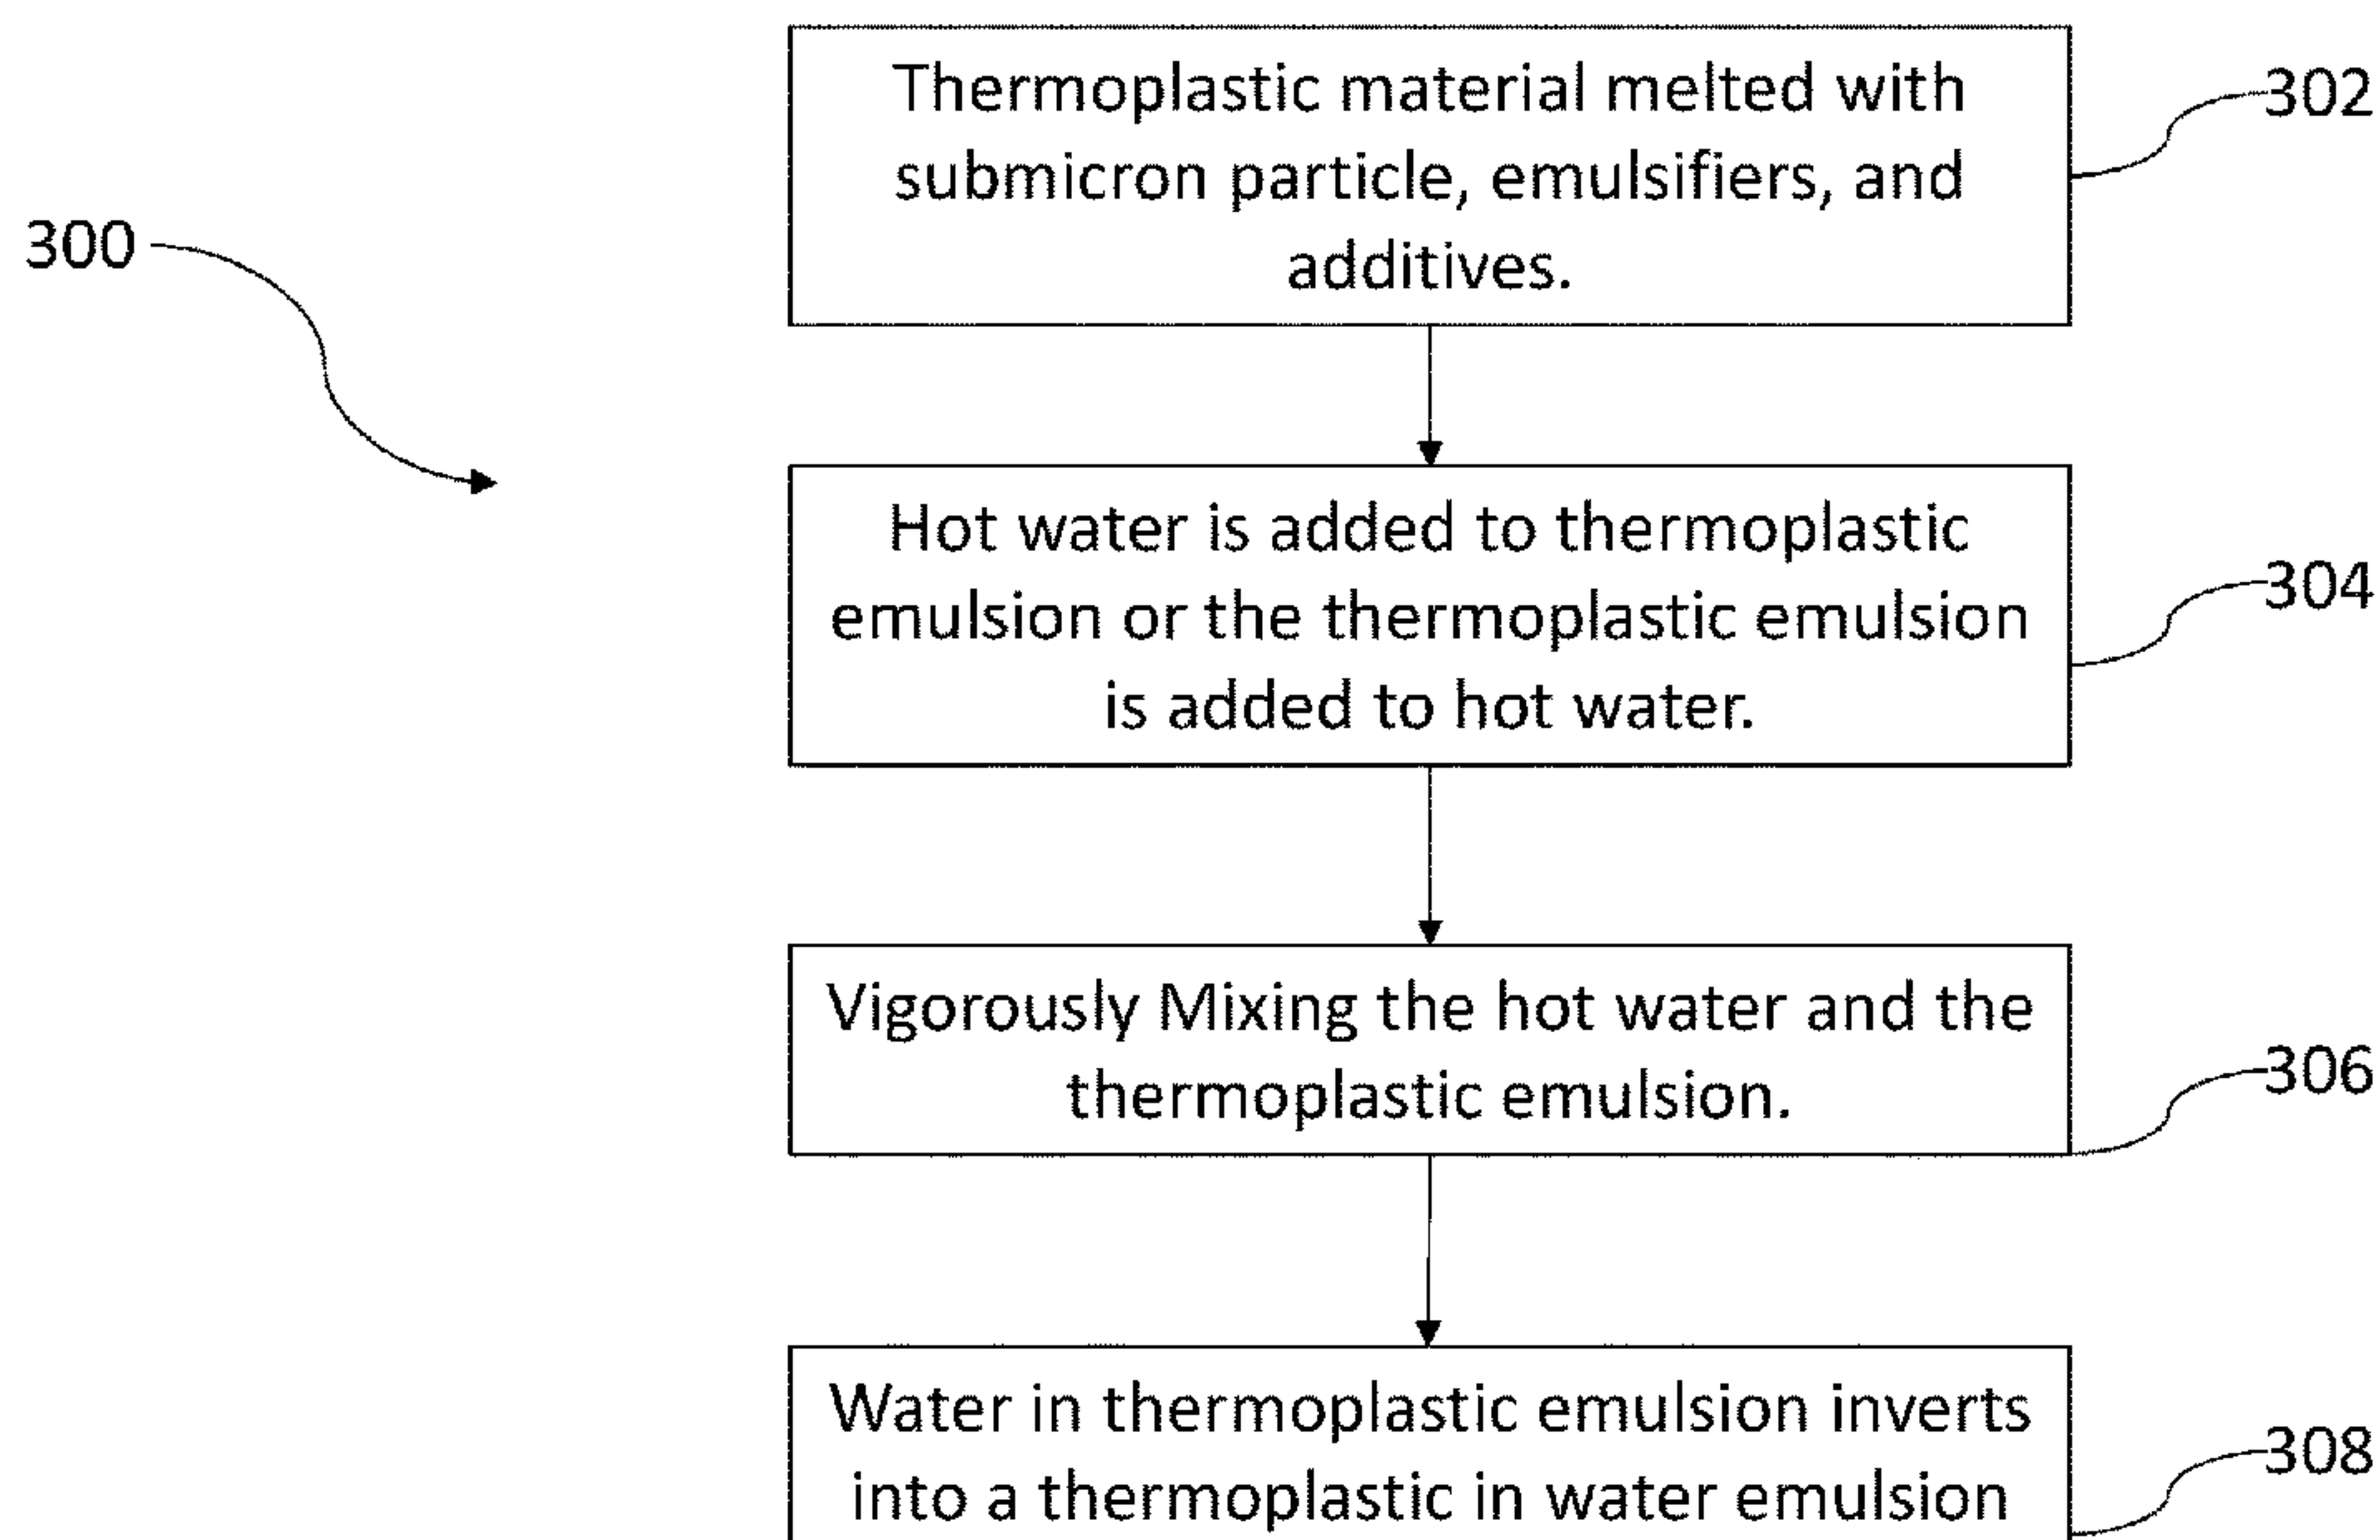 Thermoplastic material melted with
submicron particle, emulsifiers, and
additives.
302
300
Hot water is added to thermoplastic
emulsion or the thermoplastic emulsion
is added to hot water.
304
Vigorously Mixing the hot water and the
thermoplastic emulsion.
306
Water in thermoplastic emulsion inverts
into a thermoplastic in water emulsion
308